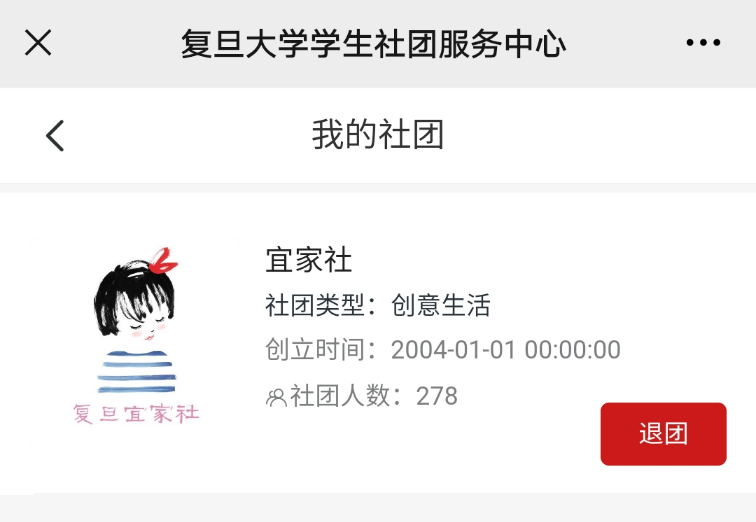 复旦大学学生社团服务中心
我的社团
宜家社
社团类型：创意生活
创立时间：2004-01-01 00:00:00
社团人数：278
复旦宜家社
退团